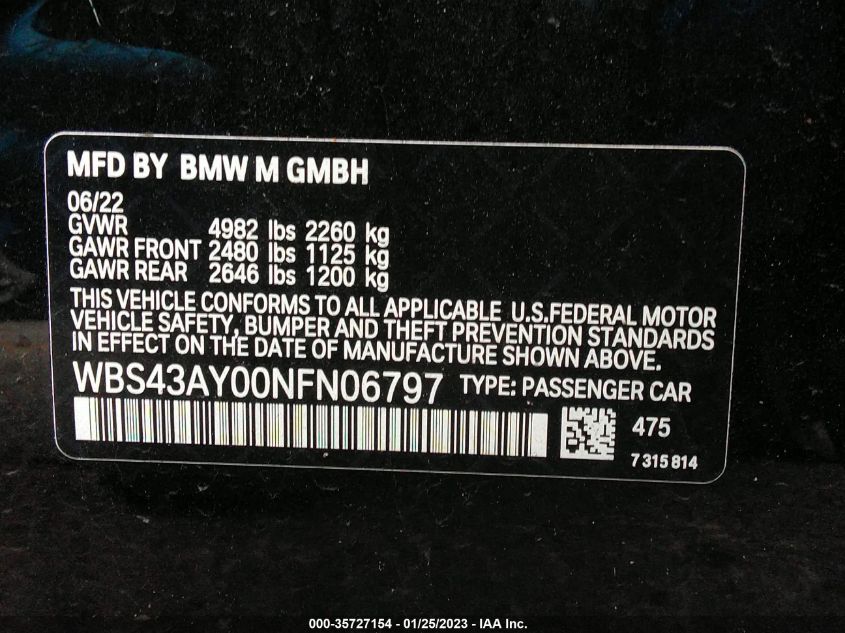 MFD BY BMW M GMBH
06/22
GVWR 4982 lbs 2260 kg
GAWR FRONT 2480 lbs 1125 kg
GAWR REAR 2646 lbs 1200 kg
THIS VEHICLE CONFORMS TO ALL APPLICABLE U.S.FEDERAL MOTOR
VEHICLE SAFETY, BUMPER AND THEFT PREVENTION STANDARDS
IN EFFECT ON THE DATE OF MANUFACTURE SHOWN ABOVE.
WBS43AY00NFN06797 TYPE: PASSENGER CAR
475
7 315 814
000-35727154 - 01/25/2023 - IAA Inc.